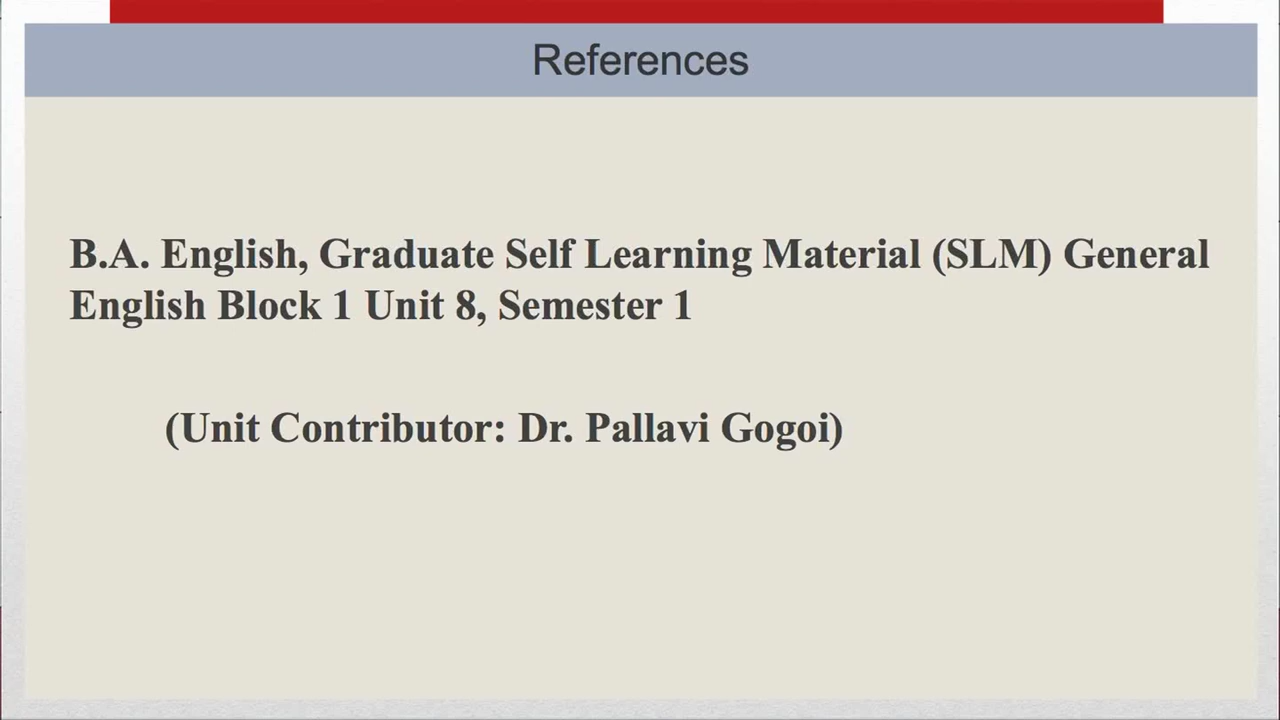 References
B.A. English, Graduate Self Learning Material (SLM) General
English Block 1 Unit 8, Semester 1
(Unit Contributor: Dr. Pallavi Gogoi)